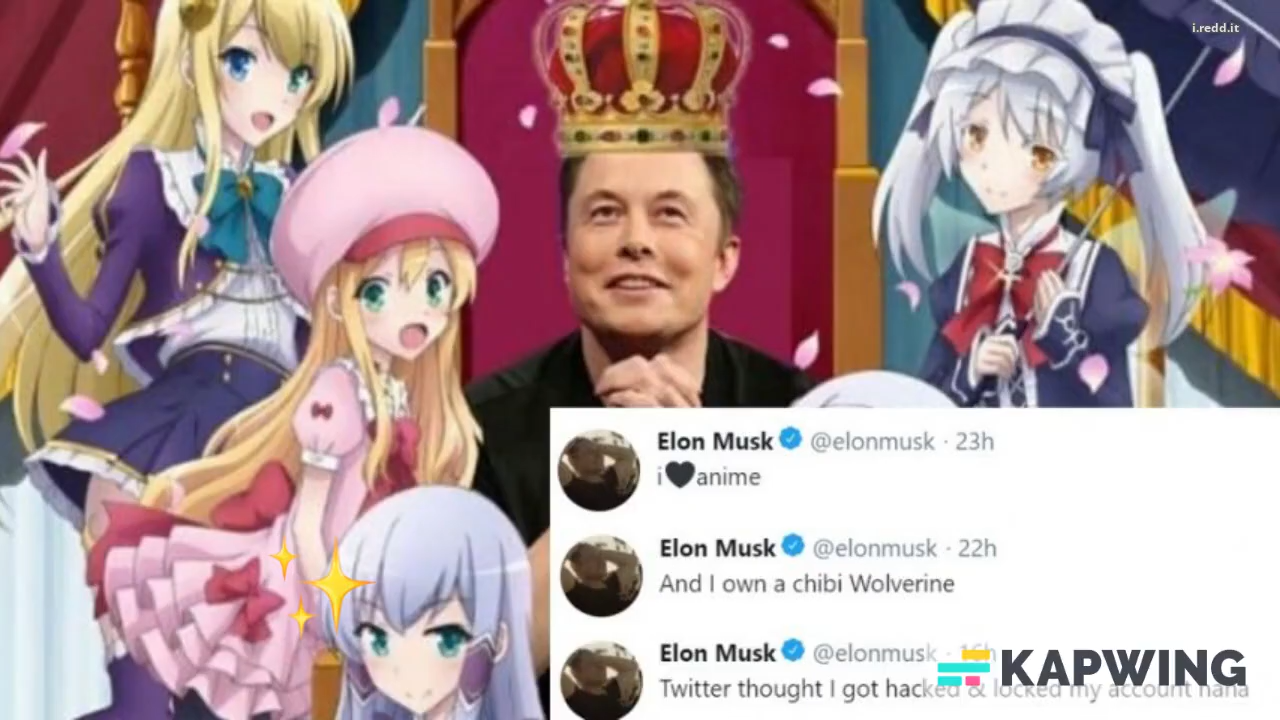 i.redd.it
Elon Musk @elonmusk · 23h
i🖤anime
Elon Musk @elonmusk · 22h
And I own a chibi Wolverine
Elon Musk @elonmusk · 16h
Twitter thought I got hacked & locked my account haha
KAPWING